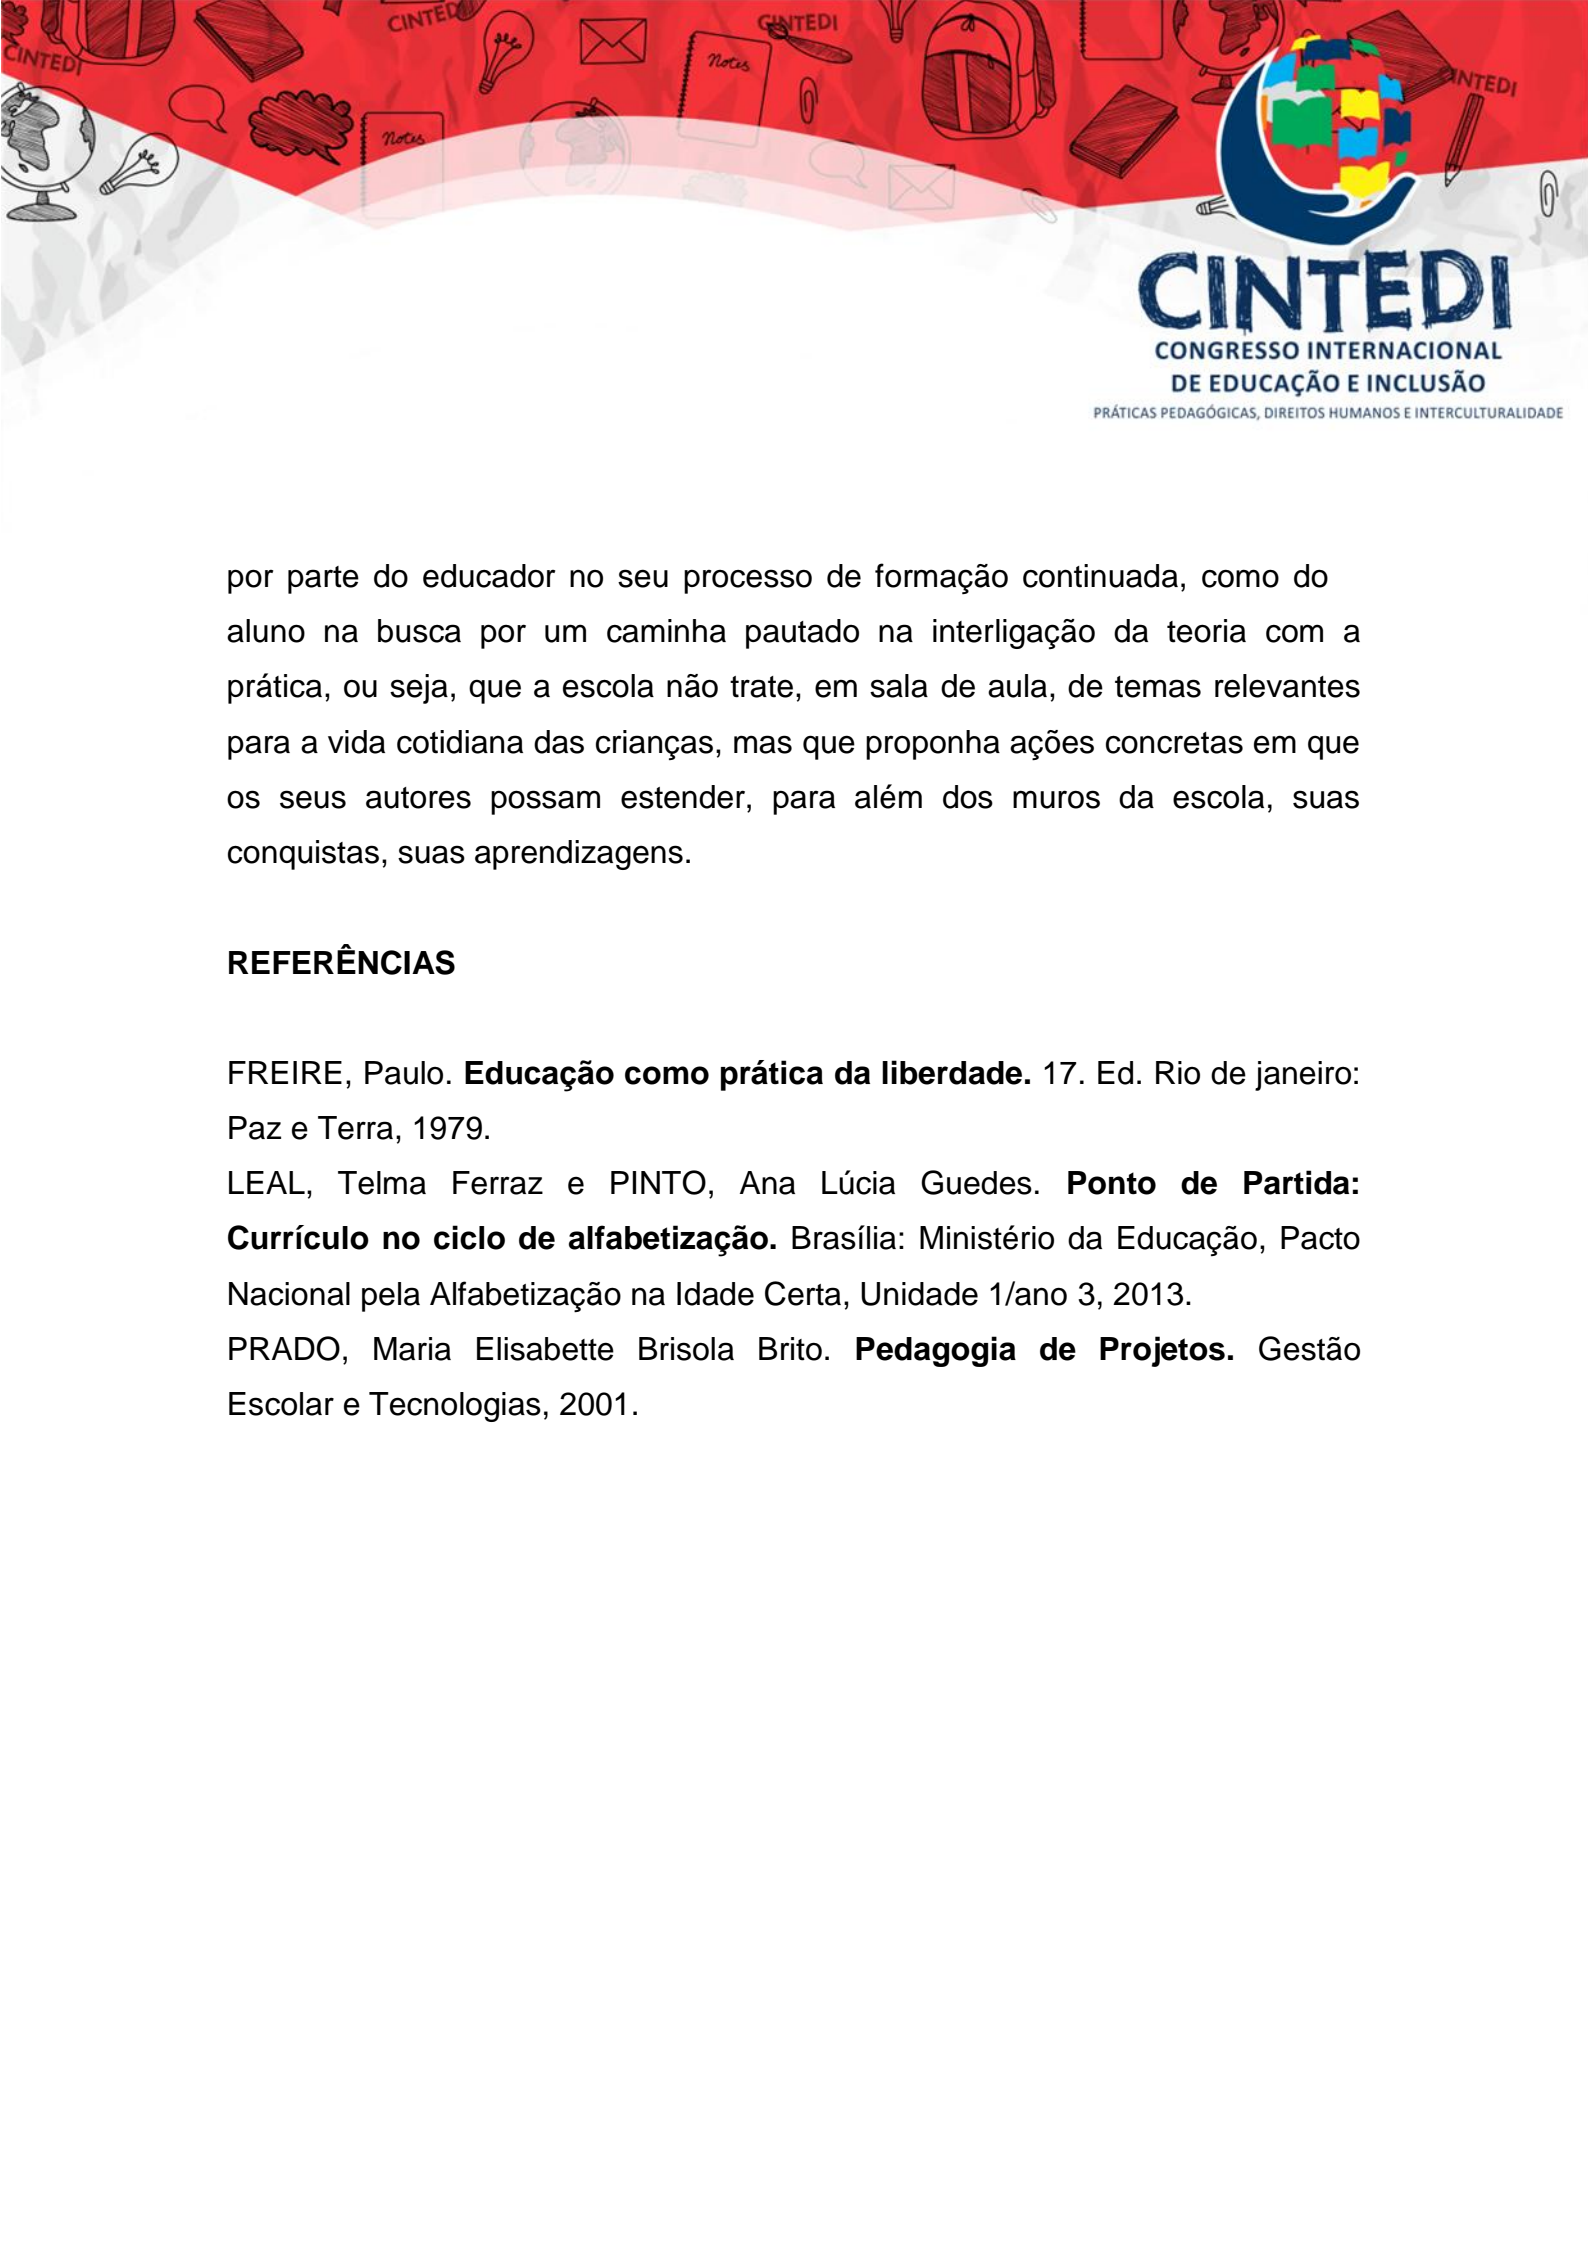 CINTEDI
CINTEDI
CINTEDI
Notes
Notes
INTEDI
CINTEDI
CONGRESSO INTERNACIONAL
DE EDUCAÇÃO E INCLUSÃO
PRÁTICAS PEDAGÓGICAS, DIREITOS HUMANOS E INTERCULTURALIDADE
por parte do educador no seu processo de formação continuada, como do
aluno na busca por um caminha pautado na interligação da teoria com a
prática, ou seja, que a escola não trate, em sala de aula, de temas relevantes
para a vida cotidiana das crianças, mas que proponha ações concretas em que
os seus autores possam estender, para além dos muros da escola, suas
conquistas, suas aprendizagens.
REFERÊNCIAS
FREIRE, Paulo. Educação como prática da liberdade. 17. Ed. Rio de janeiro:
Paz e Terra, 1979.
LEAL, Telma Ferraz e PINTO, Ana Lúcia Guedes. Ponto de Partida:
Currículo no ciclo de alfabetização. Brasília: Ministério da Educação, Pacto
Nacional pela Alfabetização na Idade Certa, Unidade 1/ano 3, 2013.
PRADO, Maria Elisabette Brisola Brito. Pedagogia de Projetos. Gestão
Escolar e Tecnologias, 2001.